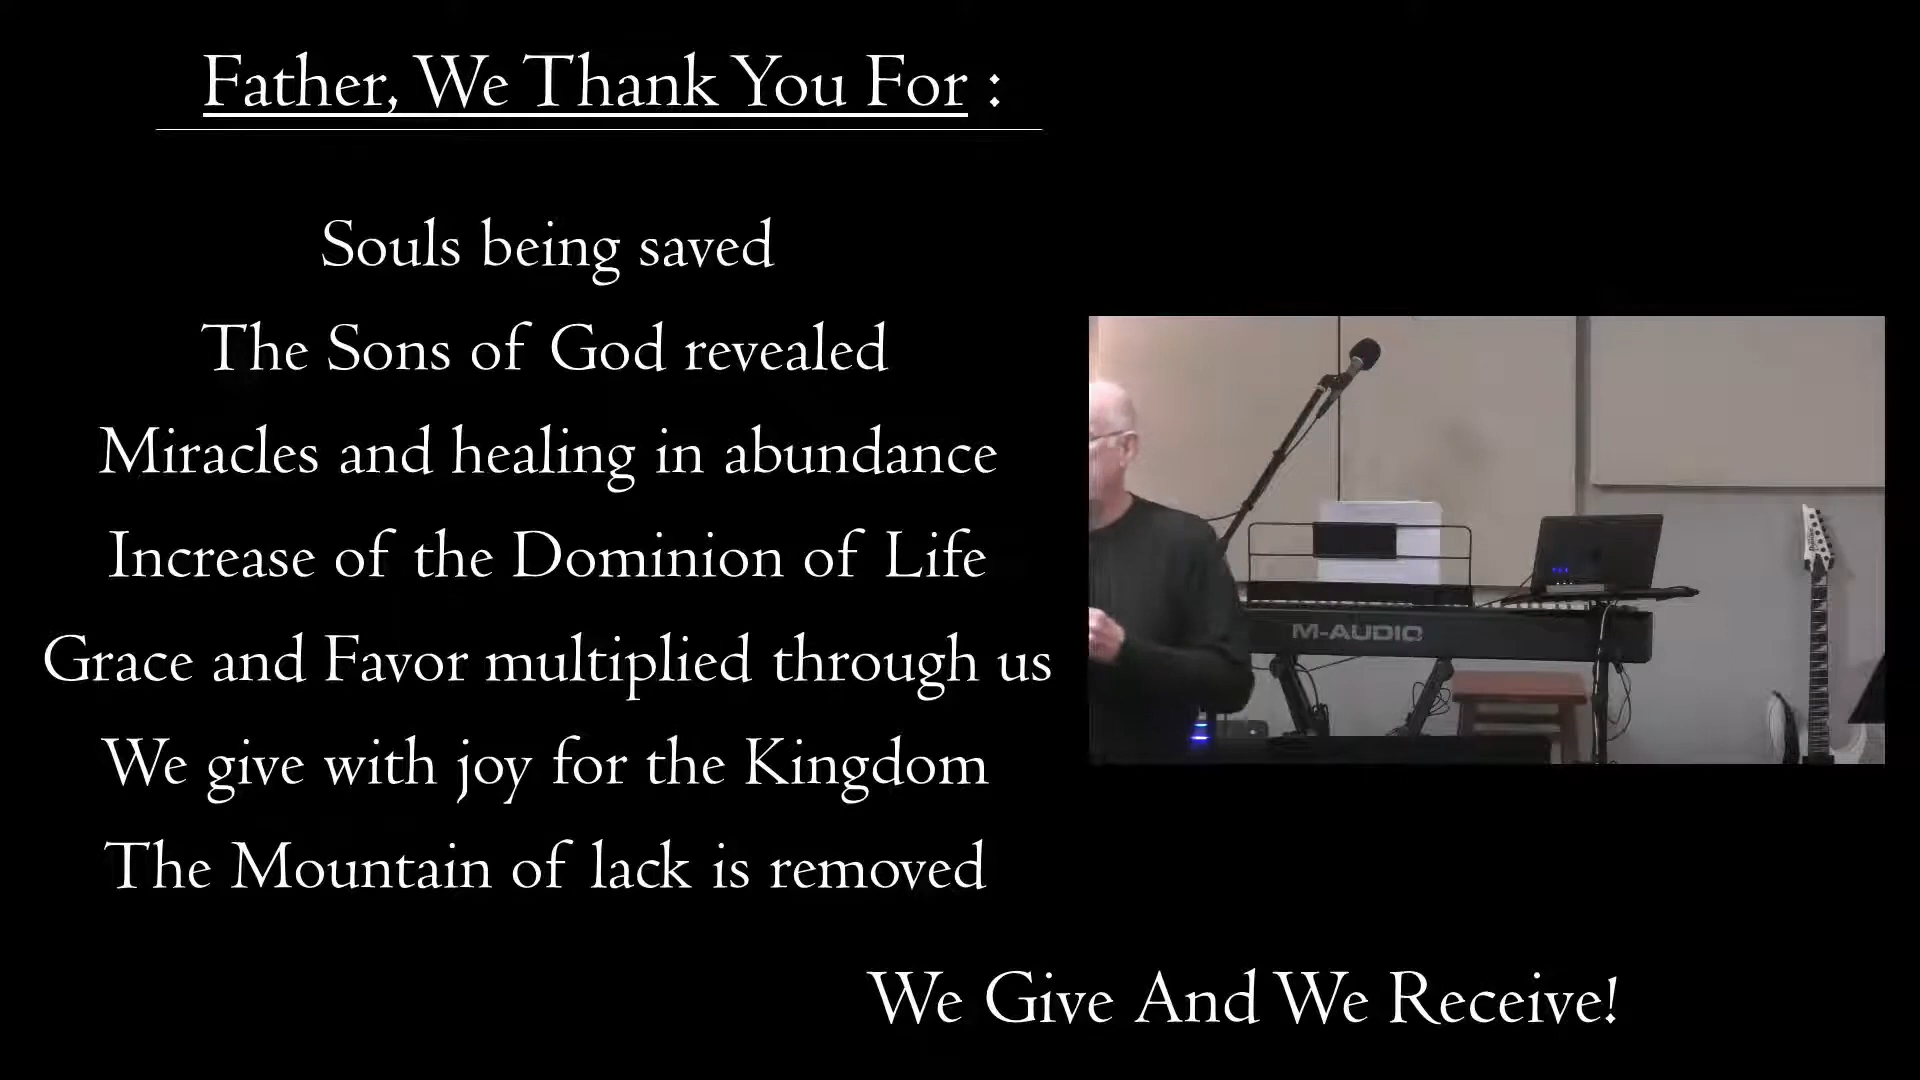 Father, We Thank You For :
Souls being saved
The Sons of God revealed
Miracles and healing in abundance
Increase of the Dominion of Life
Grace and Favor multiplied through us
We give with joy for the Kingdom
The Mountain of lack is removed
M-AUDIO
We Give And We Receive!